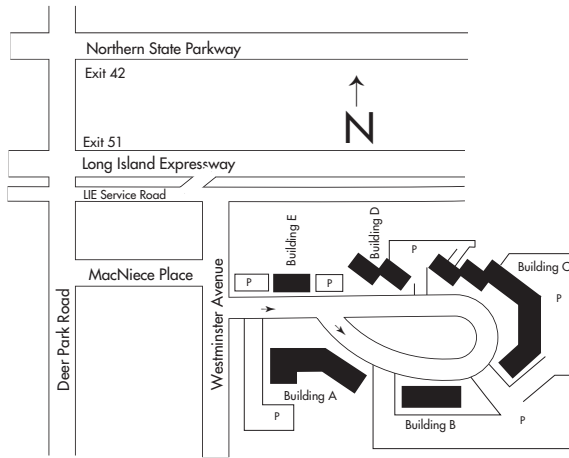 Northern State Parkway
Exit 42
N
Exit 51
Long Island Expressway
LIE Service Road
Building E
Building D
P
MacNiece Place
Building C
P
P
P
Deer Park Road
Westminster Avenue
Building A
P
Building B
P